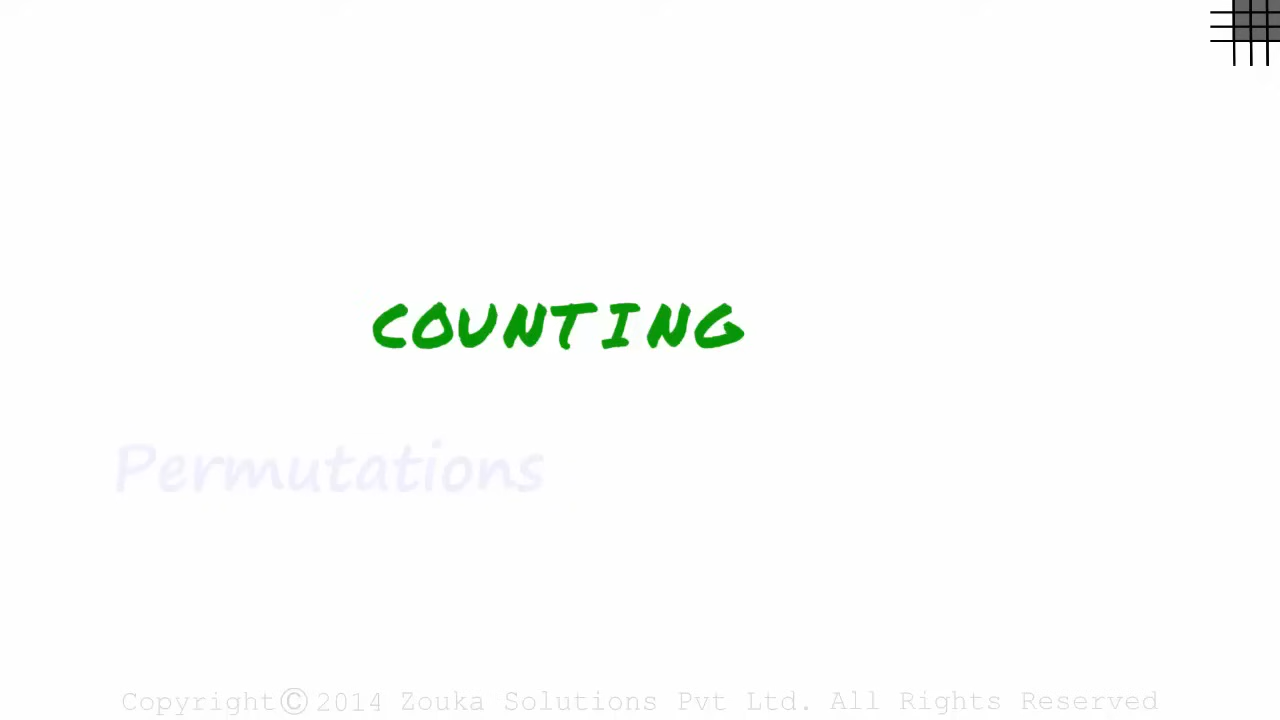 COUNTING
Permutations
Copyright©2014 Zouka Solutions Pvt Ltd. All Rights Reserved